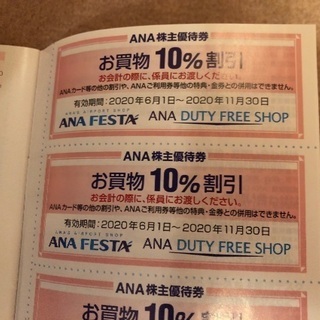 ANA株主優待券
お買物10%割引
お会計の際に、係員にお渡しください。
ANAカード等の他の割引や、ANAご利用券等他の特典・金券との併用はできません。
有効期間:2020年6月1日~2020年11月30日
ANA FESTA ANA DUTY FREE SHOP
ANA株主優待券
お買物10%割引
お会計の際に、係員にお渡しください。
ANAカード等の他の割引や、ANAご利用券等他の特典・金券との併用はできません。
有効期間:2020年6月1日~2020年11月30日
ANA FESTA ANA DUTY FREE SHOP
ANA株主優待券
お買物10%割引